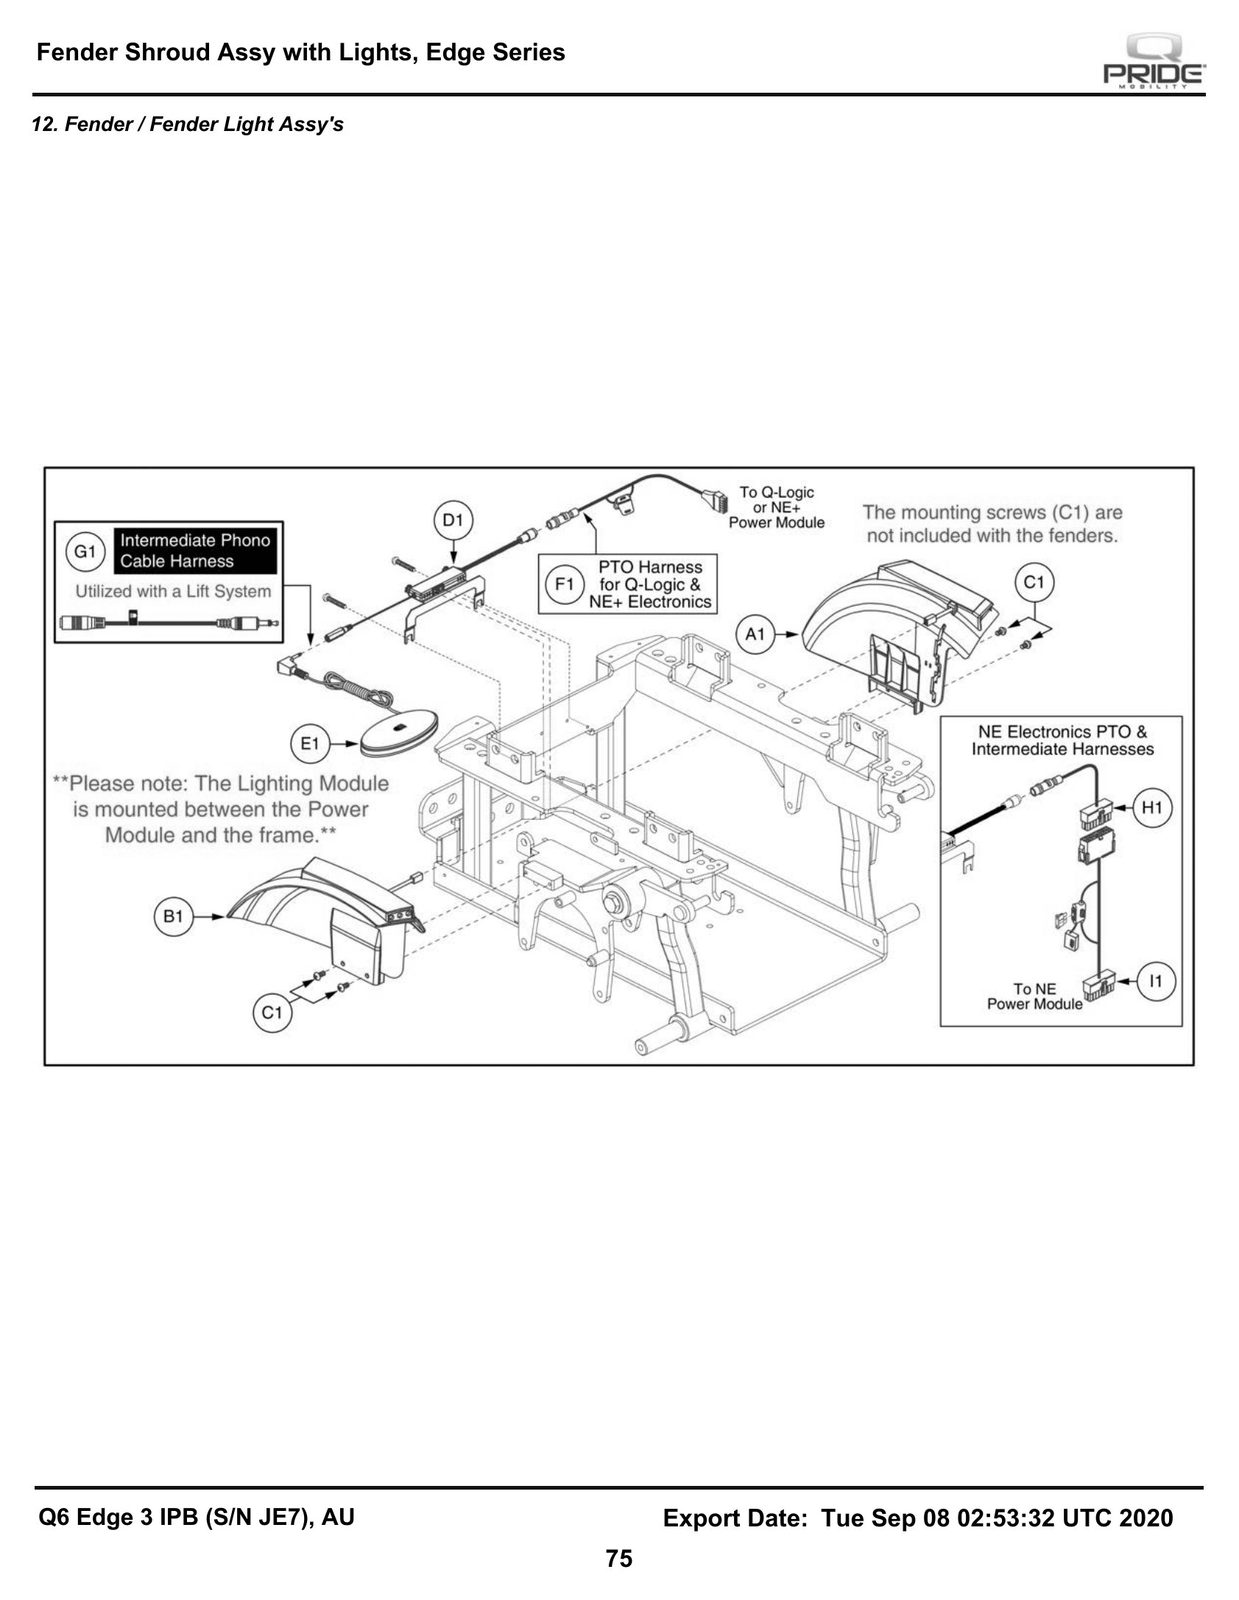 Fender Shroud Assy with Lights, Edge Series
Q
PRIDE
MOBILITY
12. Fender / Fender Light Assy's
G1
Intermediate Phono
Cable Harness
Utilized with a Lift System
D1
To Q-Logic
or NE+
Power Module
F1
PTO Harness
for Q-Logic &
NE+ Electronics
The mounting screws (C1) are
not included with the fenders.
C1
A1
E1
**Please note: The Lighting Module
is mounted between the Power
Module and the frame.**
B1
C1
NE Electronics PTO &
Intermediate Harnesses
H1
I1
To NE
Power Module
Q6 Edge 3 IPB (S/N JE7), AU
Export Date: Tue Sep 08 02:53:32 UTC 2020
75